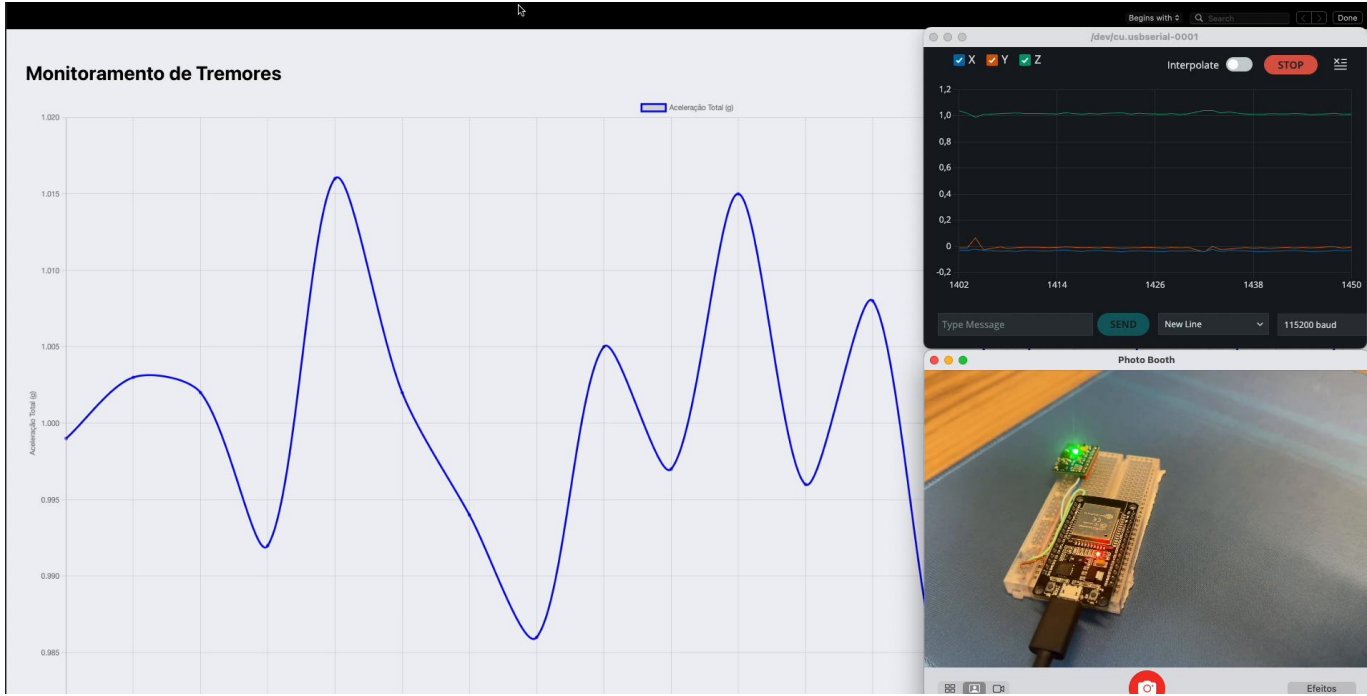 Begins with
Search
Done
/dev/cu.usbserial-0001
X Y Z
Interpolate
STOP
Monitoramento de Tremores
Aceleração Total (g)
1.020
1.015
1.010
1.005
1.000
0.995
0.990
0.985
Aceleração Total (g)
1,2
1,0
0,8
0,6
0,4
0,2
0
-0,2
1402 1414 1426 1438 1450
Type Message
SEND
New Line
115200 baud
Photo Booth
Efeitos